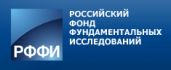 РОССИЙСКИЙ
ФОНД
ФУНДАМЕНТАЛЬНЫХ
ИССЛЕДОВАНИЙ
РФФИ